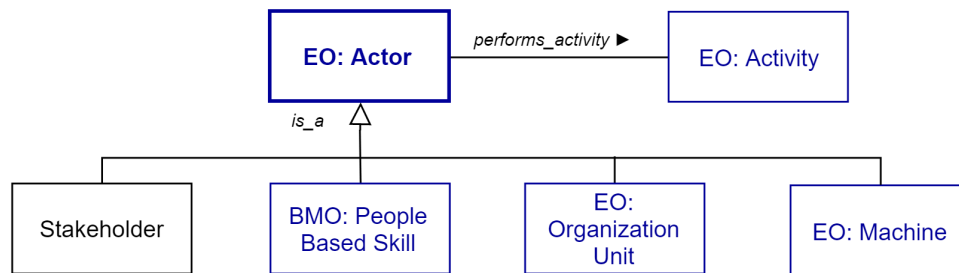 performs_activity ►
EO: Actor
EO: Activity
is_a
Stakeholder
BMO: People
Based Skill
EO:
Organization
Unit
EO: Machine